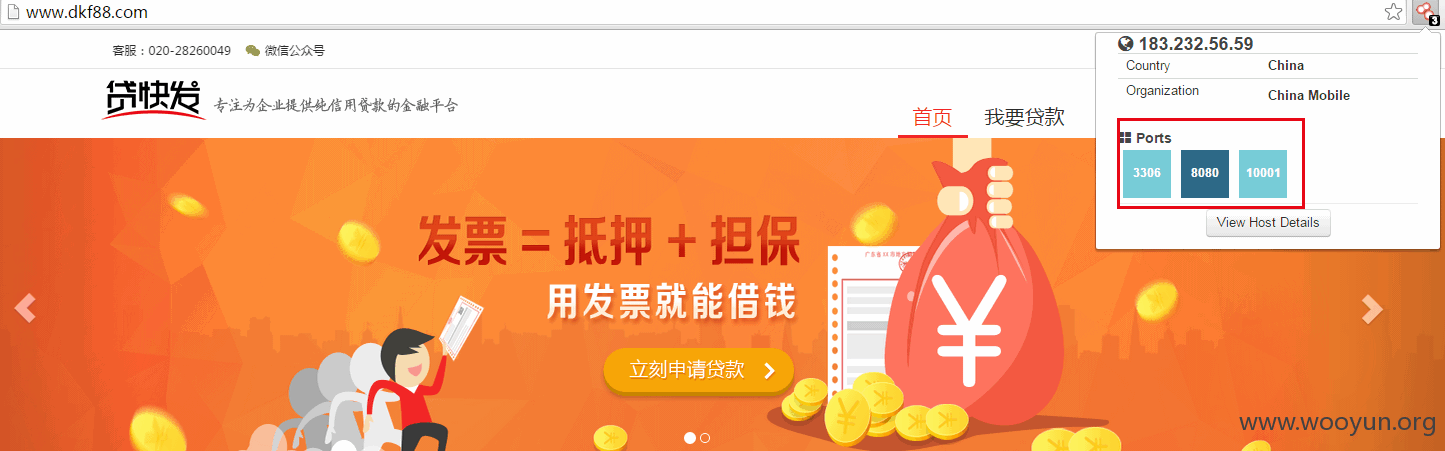 www.dkf88.com
3
客服：020-28260049 微信公众号
贷快发 专注为企业提供纯信用贷款的金融平台
首页 我要贷款
183.232.56.59
Country China
Organization China Mobile
Ports
3306 8080 10001
View Host Details
发票 = 抵押 + 担保
用发票就能借钱
立刻申请贷款
¥
www.wooyun.org